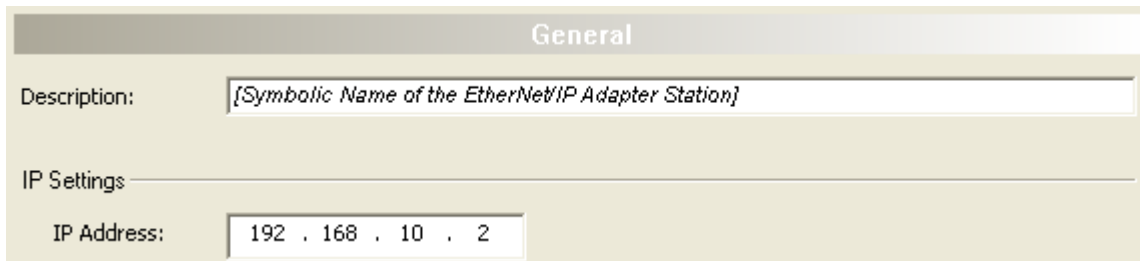 General
Description: [Symbolic Name of the EtherNet/IP Adapter Station]
IP Settings
IP Address: 192 . 168 . 10 . 2